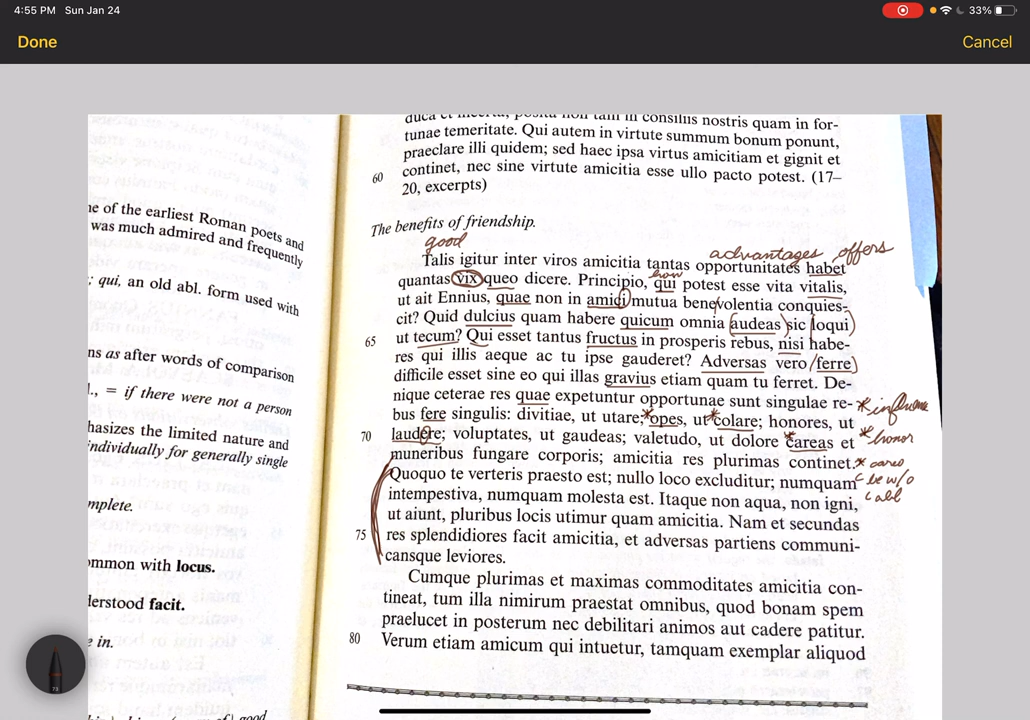 4:55 PM Sun Jan 24
33%
Done
Cancel
ne of the earliest Roman poets and
was much admired and frequently
; qui, an old abl. form used with
ns as after words of comparison
l., = if there were not a person
hasizes the limited nature and
individually for generally single
mplete.
ommon with locus.
derstood facit.
e in.
good
73
consiliis nostris quam in for-
tunae temeritate. Qui autem in virtute summum bonum ponunt,
praeclare illi quidem; sed haec ipsa virtus amicitiam et gignit et
60 continet, nec sine virtute amicitia esse ullo pacto potest. (17–
20, excerpts)
The benefits of friendship.
good
advantages offers
Talis igitur inter viros amicitia tantas opportunitates habet
how
quantas vix queo dicere. Principio, qui potest esse vita vitalis,
ut ait Ennius, quae non in amici mutua benevolentia conquies-
cit? Quid dulcius quam habere quicum omnia audeas sic loqui
65 ut tecum? Qui esset tantus fructus in prosperis rebus, nisi habe-
res qui illis aeque ac tu ipse gauderet? Adversas vero ferre
difficile esset sine eo qui illas gravius etiam quam tu ferret. De-
nique ceterae res quae expetuntur opportunae sunt singulae re-
bus fere singulis: divitiae, ut utare; *opes, ut *colare; honores, ut
70 laudere; voluptates, ut gaudeas; valetudo, ut dolore *careas et *honor
muneribus fungare corporis; amicitia res plurimas continet. *
Quoquo te verteris praesto est; nullo loco excluditur; numquam be w/o
intempestiva, numquam molesta est. Itaque non aqua, non igni, abl
ut aiunt, pluribus locis utimur quam amicitia. Nam et secundas
75 res splendidiores facit amicitia, et adversas partiens communi-
cansque leviores.
Cumque plurimas et maximas commoditates amicitia con-
tineat, tum illa nimirum praestat omnibus, quod bonam spem
praelucet in posterum nec debilitari animos aut cadere patitur.
80 Verum etiam amicum qui intuetur, tamquam exemplar aliquod